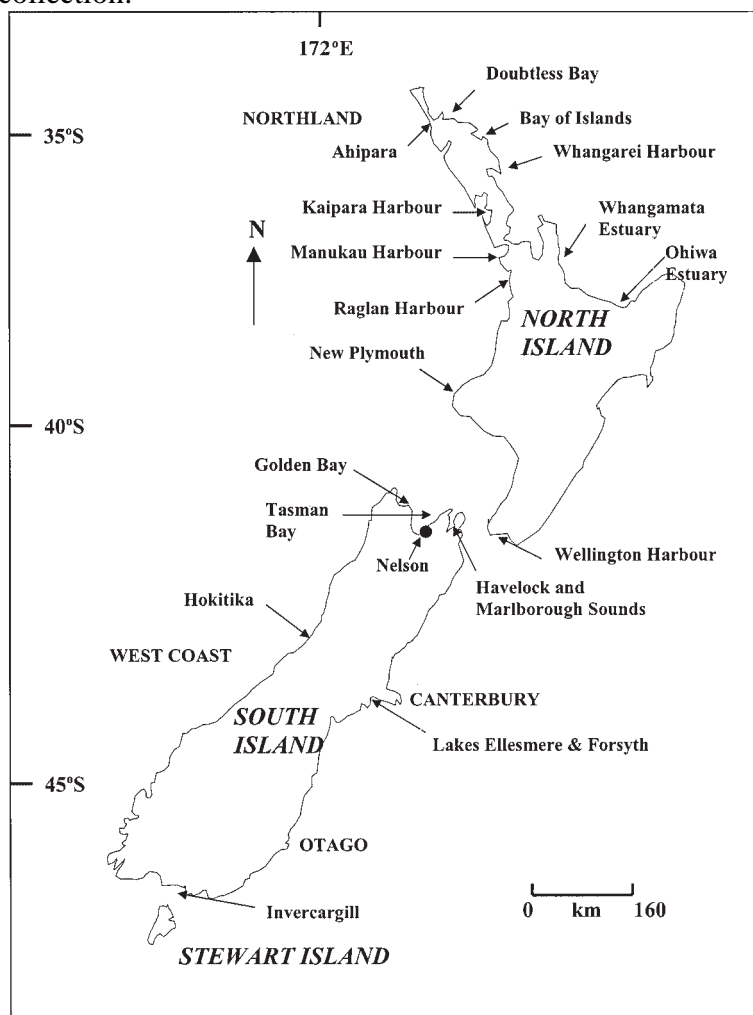 collection.
172°E
Doubtless Bay
NORTHLAND
Bay of Islands
35°S
Ahipara
Whangarei Harbour
Kaipara Harbour
Whangamata
Estuary
N
Manukau Harbour
Ohiwa
Estuary
Raglan Harbour
NORTH
ISLAND
New Plymouth
40°S
Golden Bay
Tasman
Bay
Nelson
Wellington Harbour
Havelock and
Marlborough Sounds
Hokitika
WEST COAST
CANTERBURY
SOUTH
ISLAND
Lakes Ellesmere & Forsyth
45°S
OTAGO
0 km 160
Invercargill
STEWART ISLAND